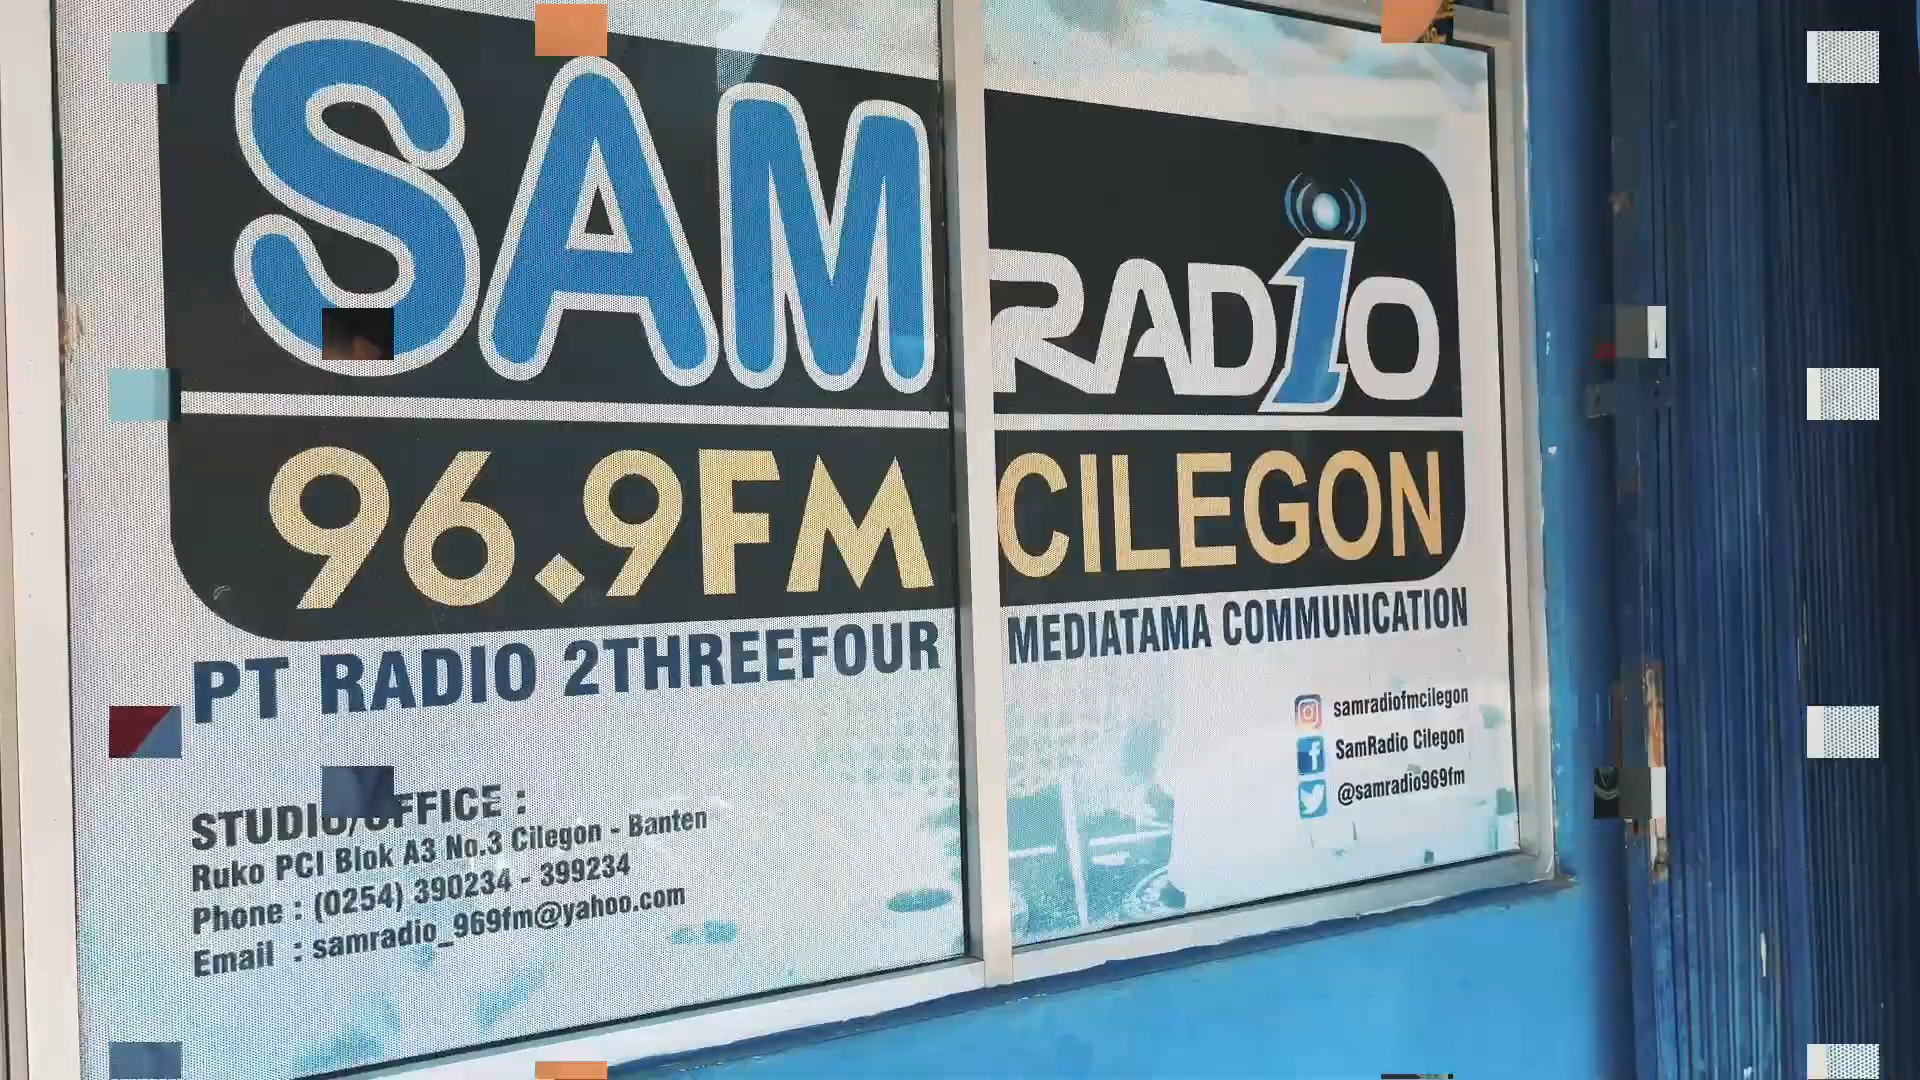 SAM RADiO
96.9FM CILEGON
PT RADIO 2THREEFOUR MEDIATAMA COMMUNICATION
samradiofmcilegon
SamRadio Cilegon
@samradio969fm
STUDIO/OFFICE :
Ruko PCI Blok A3 No.3 Cilegon - Banten
Phone : (0254) 390234 - 399234
Email : samradio_969fm@yahoo.com